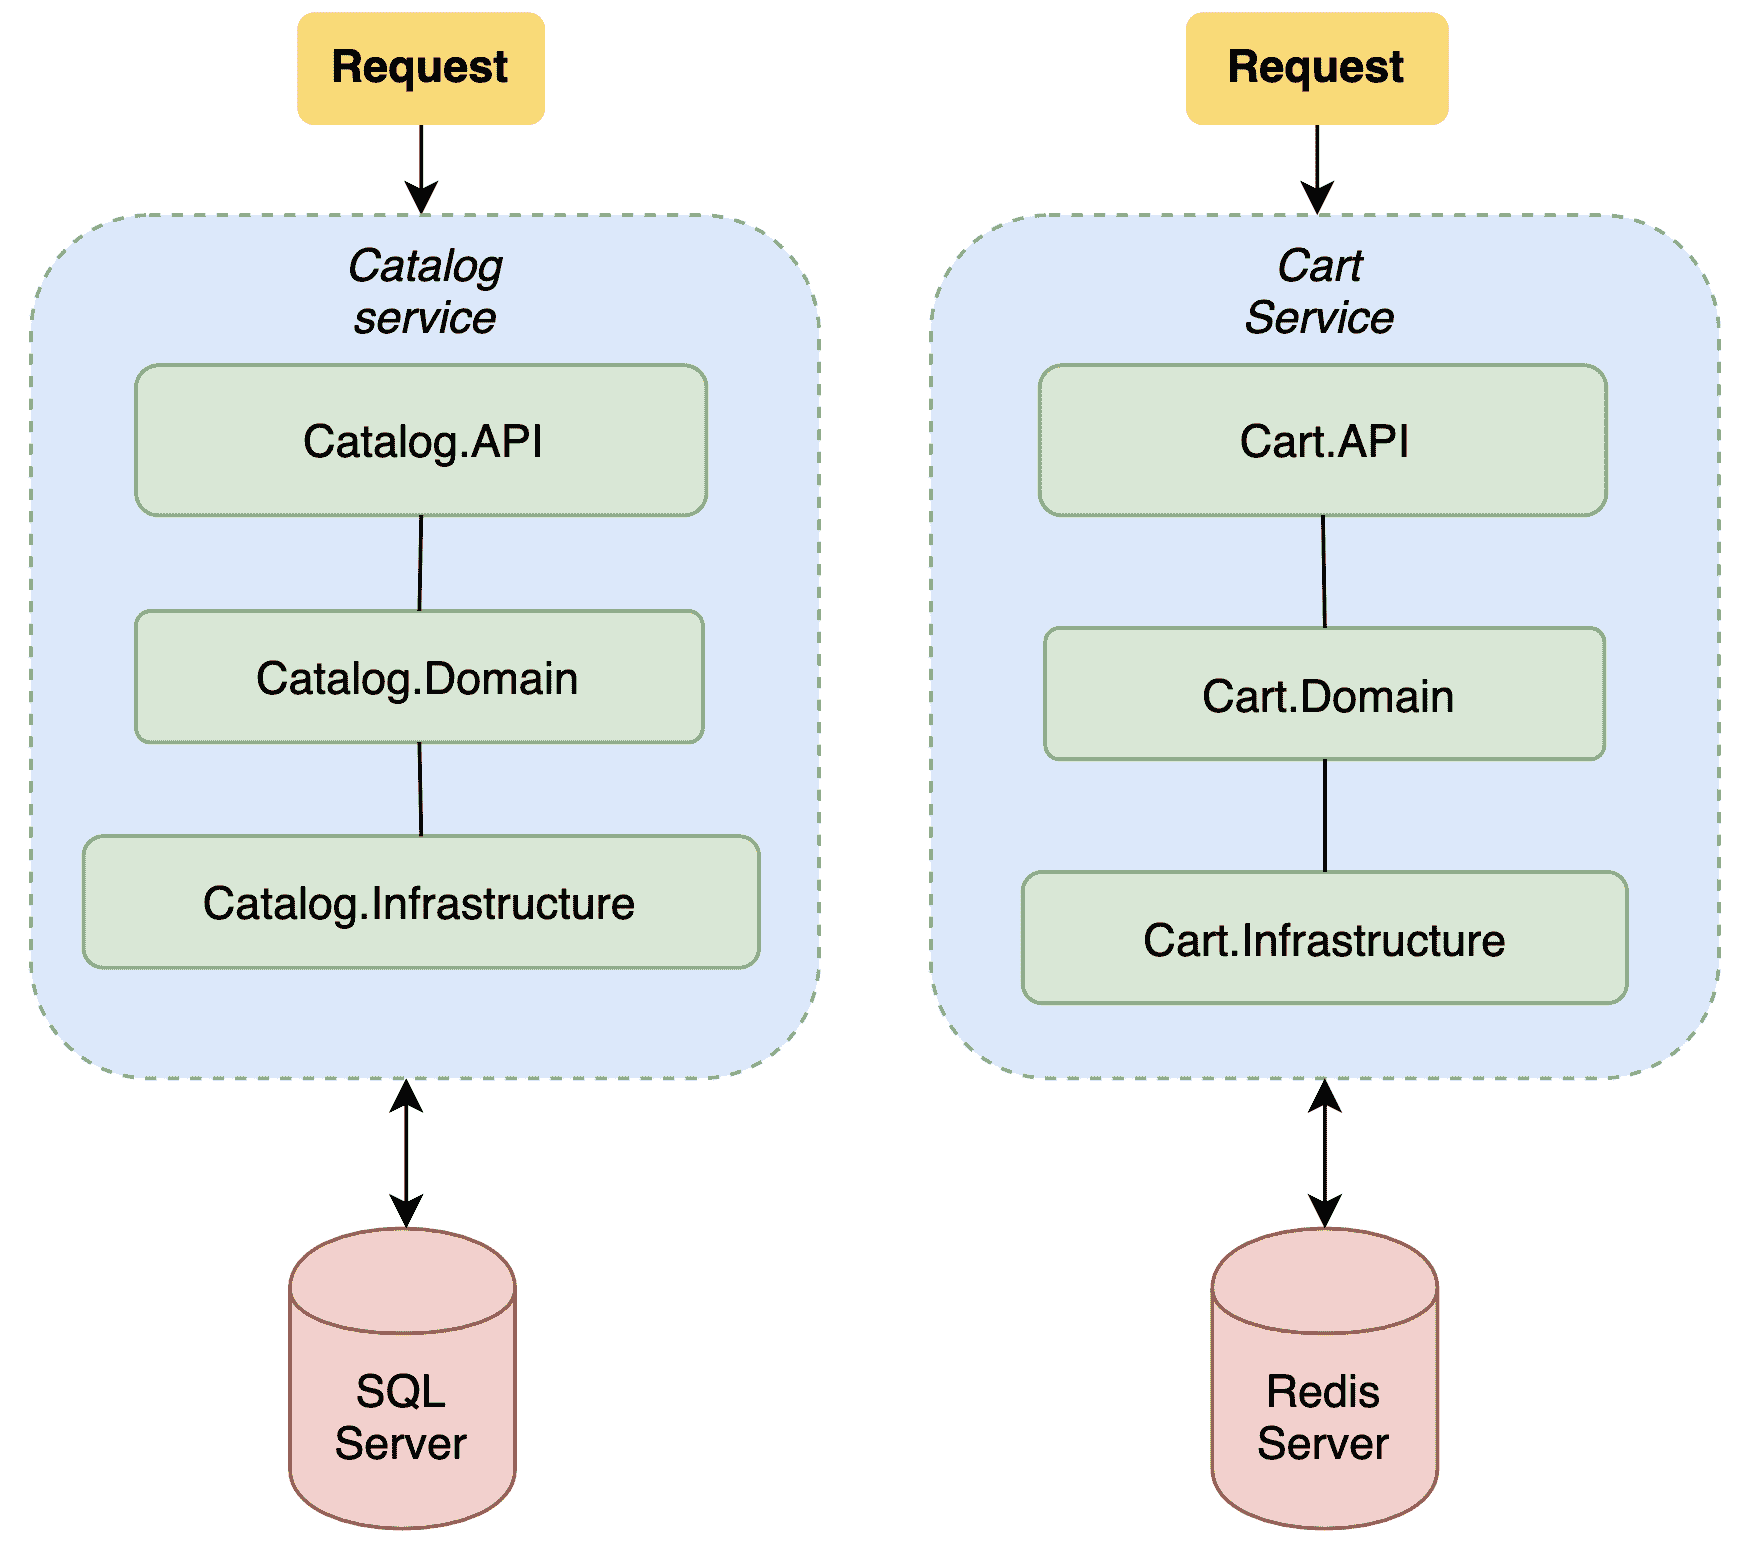 Request
Catalog
service
Catalog.API
Catalog.Domain
Catalog.Infrastructure
SQL
Server
Request
Cart
Service
Cart.API
Cart.Domain
Cart.Infrastructure
Redis
Server